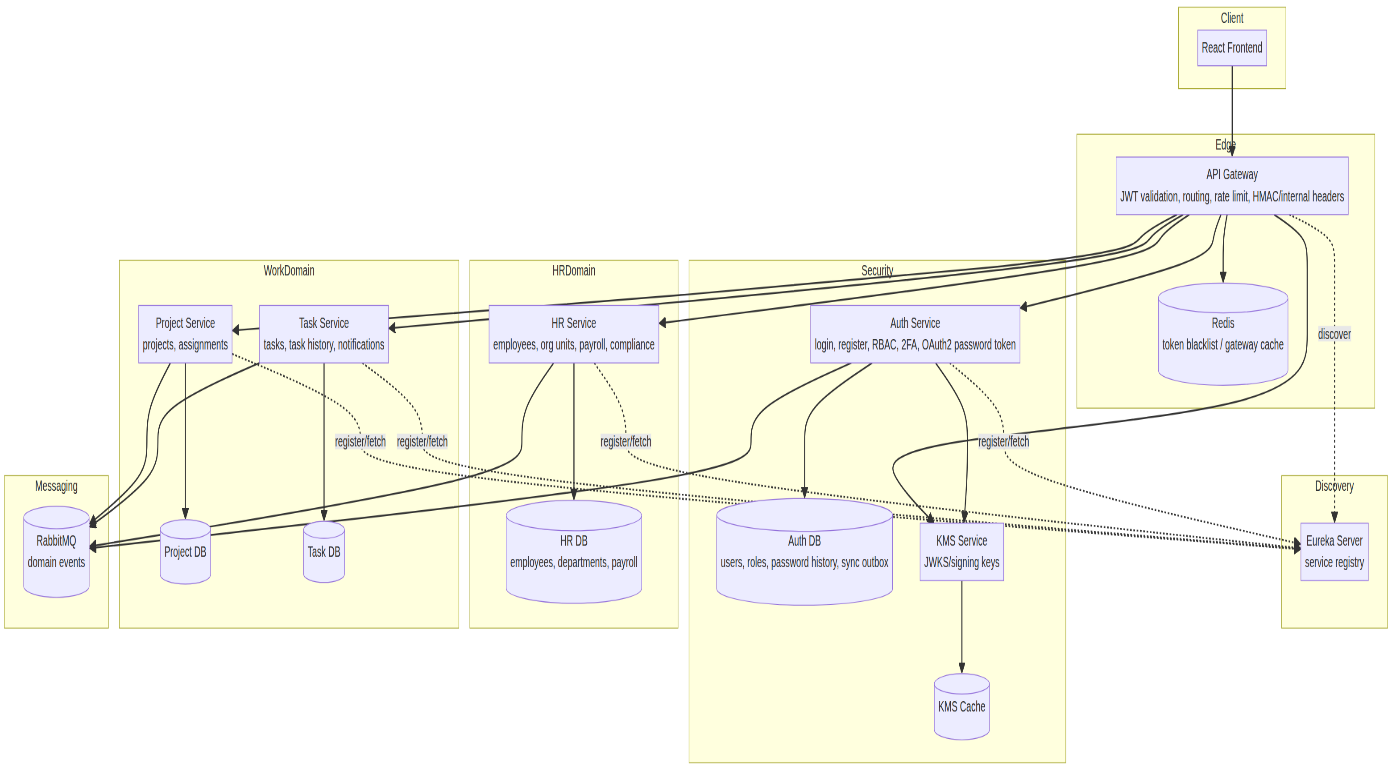 Client
React Frontend
Edge
API Gateway
JWT validation, routing, rate limit, HMAC/internal headers
WorkDomain
HRDomain
Security
Project Service
projects, assignments
Task Service
tasks, task history, notifications
HR Service
employees, org units, payroll, compliance
Auth Service
login, register, RBAC, 2FA, OAuth2 password token
Redis
token blacklist / gateway cache
discover
register/fetch
register/fetch
register/fetch
register/fetch
Messaging
RabbitMQ
domain events
Project DB
Task DB
HR DB
employees, departments, payroll
Auth DB
users, roles, password history, sync outbox
KMS Service
JWKS/signing keys
Discovery
Eureka Server
service registry
KMS Cache